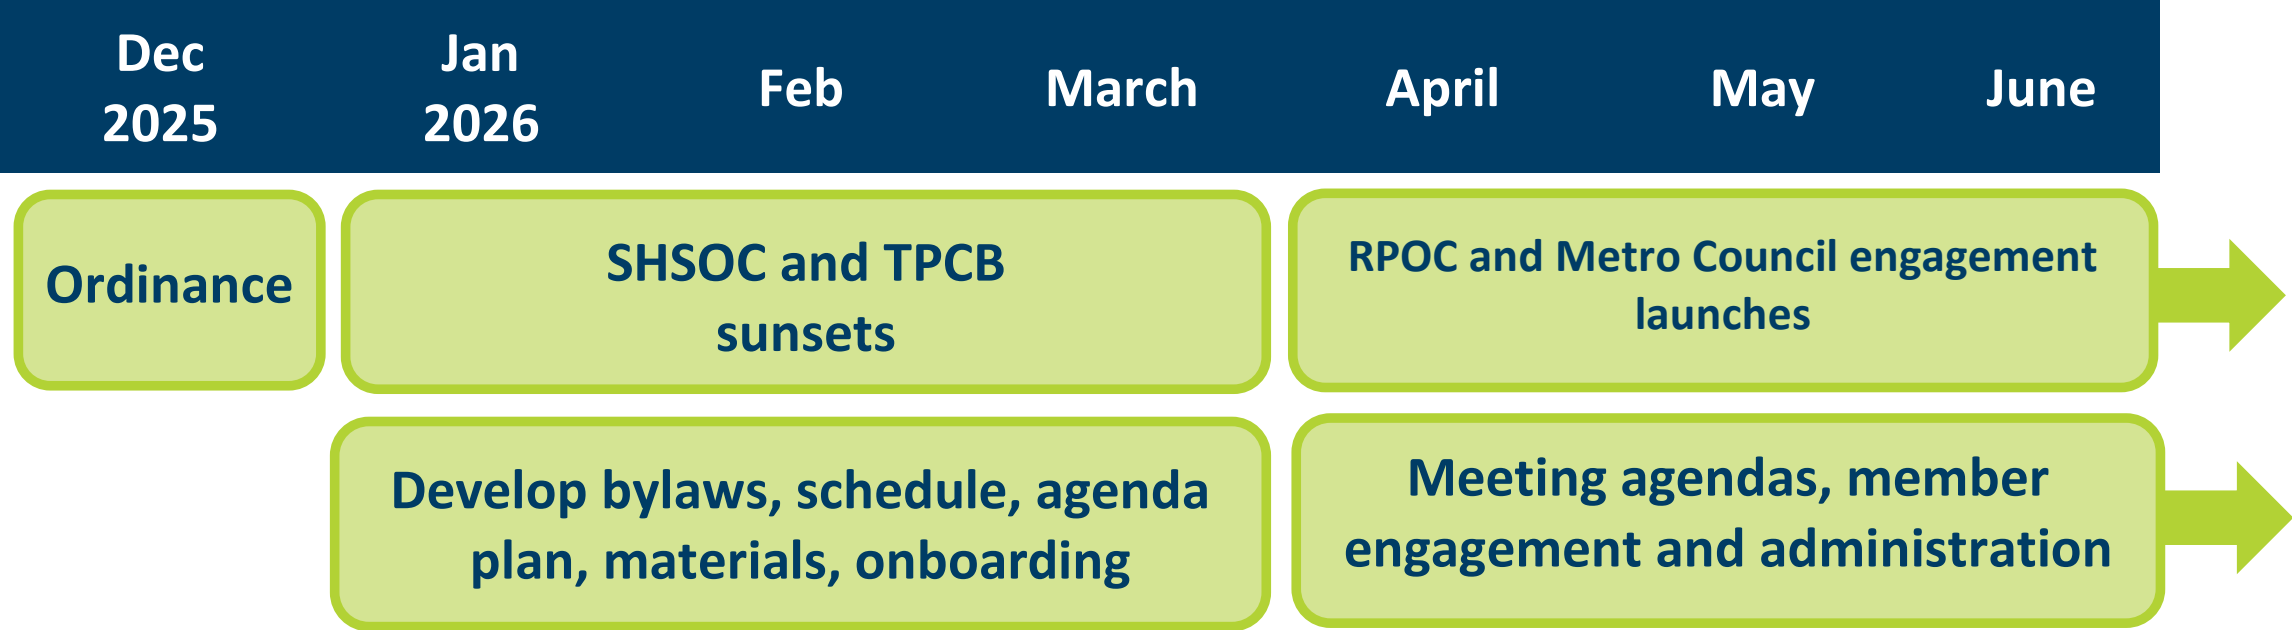 Dec
2025
Jan
2026
Feb
March
April
May
June
Ordinance
SHSOC and TPCB
sunsets
RPOC and Metro Council engagement
launches
Develop bylaws, schedule, agenda
plan, materials, onboarding
Meeting agendas, member
engagement and administration